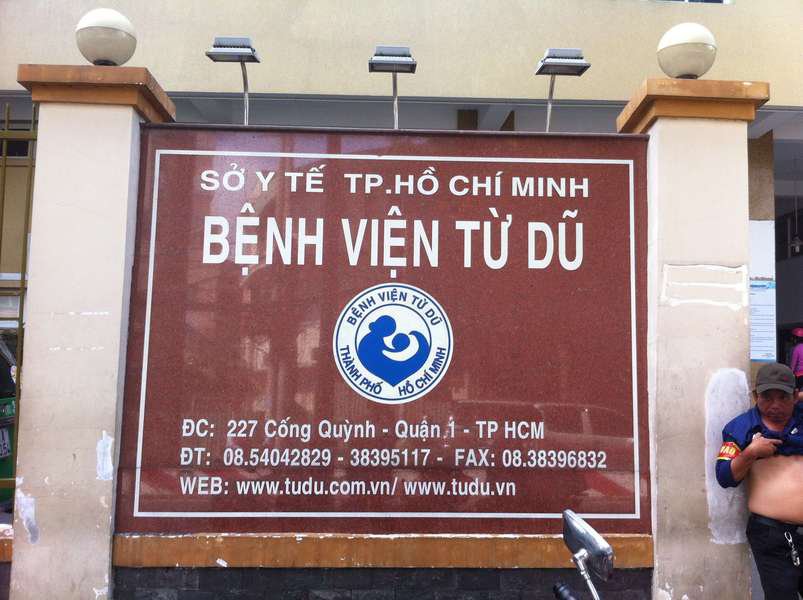 SỞ Y TẾ TP.HỒ CHÍ MINH
BỆNH VIỆN TỪ DŨ
BỆNH VIỆN TỪ DŨ
THÀNH PHỐ HỒ CHÍ MINH
ĐC: 227 Cống Quỳnh - Quận 1 - TP HCM
ĐT: 08.54042829 - 38395117 - FAX: 08.38396832
WEB: www.tudu.com.vn/ www.tudu.vn